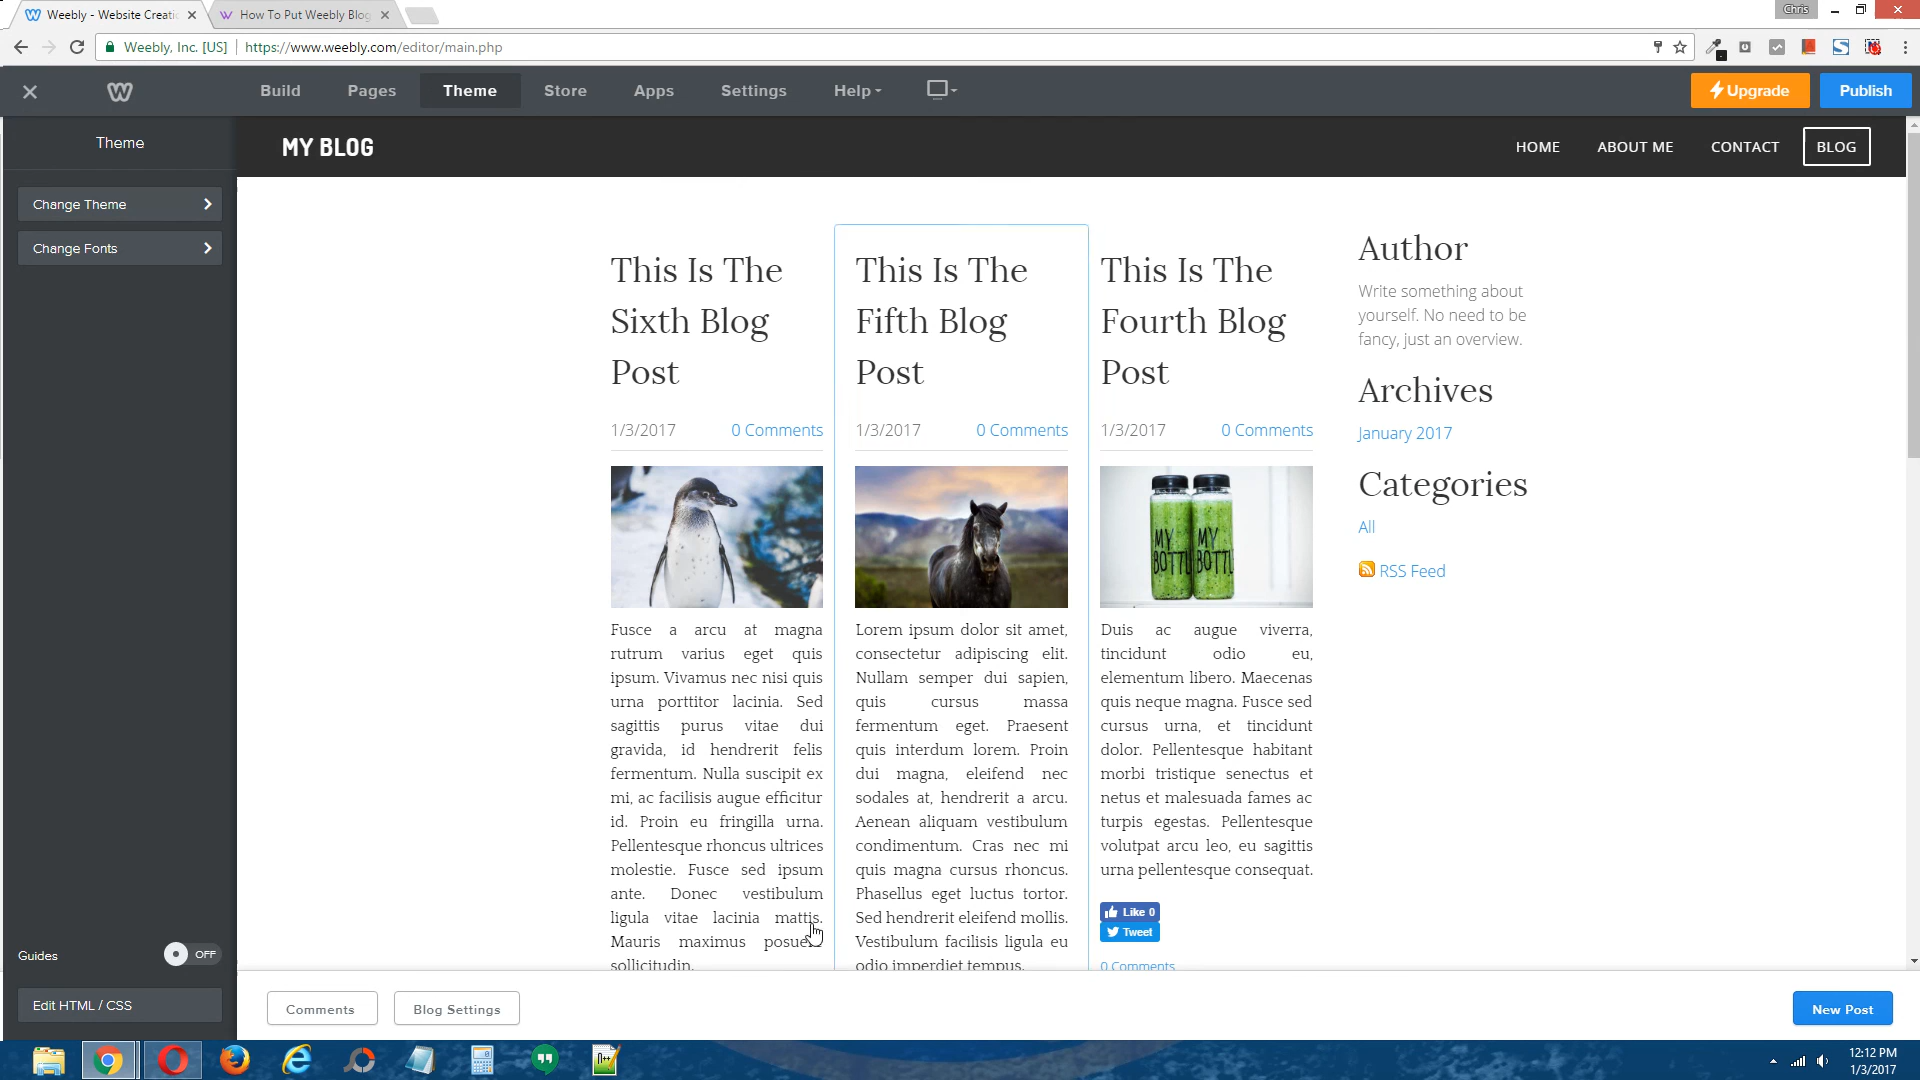 Weebly - Website Creati
How To Put Weebly Blog
Chris
Weebly, Inc. [US]
https://www.weebly.com/editor/main.php
Build
Pages
Theme
Store
Apps
Settings
Help
Upgrade
Publish
Theme
Change Theme
Change Fonts
MY BLOG
HOME
ABOUT ME
CONTACT
BLOG
This Is The
Sixth Blog
Post
1/3/2017
0 Comments
Fusce a arcu at magna
rutrum varius eget quis
ipsum. Vivamus nec nisi quis
urna porttitor lacinia. Sed
sagittis purus vitae dui
gravida, id hendrerit felis
fermentum. Nulla suscipit ex
mi, ac facilisis augue efficitur
id. Proin eu fringilla urna.
Pellentesque rhoncus ultrices
molestie. Fusce sed ipsum
ante. Donec vestibulum
ligula vitae lacinia mattis.
Mauris maximus
sollicitudin.
This Is The
Fifth Blog
Post
1/3/2017
0 Comments
Lorem ipsum dolor sit amet,
consectetur adipiscing elit.
Nullam semper dui sapien,
quis cursus massa
fermentum eget. Praesent
quis interdum lorem. Proin
dui magna, eleifend nec
sodales at, hendrerit a arcu.
Aenean aliquam vestibulum
condimentum. Cras nec mi
quis magna cursus rhoncus.
Phasellus eget luctus tortor.
Sed hendrerit eleifend mollis.
Vestibulum facilisis ligula eu
odio imperdiet tempus.
This Is The
Fourth Blog
Post
1/3/2017
0 Comments
MY MY
Duis ac augue viverra,
tincidunt odio eu,
elementum libero. Maecenas
quis neque magna. Fusce sed
cursus urna, et tincidunt
dolor. Pellentesque habitant
morbi tristique senectus et
netus et malesuada fames ac
turpis egestas. Pellentesque
volutpat arcu leo, eu sagittis
urna pellentesque consequat.
Like 0
Tweet
0 Comments
Author
Write something about
yourself. No need to be
fancy, just an overview.
Archives
January 2017
Categories
All
RSS Feed
Guides
OFF
Edit HTML / CSS
Comments
Blog Settings
New Post
12:12 PM
1/3/2017